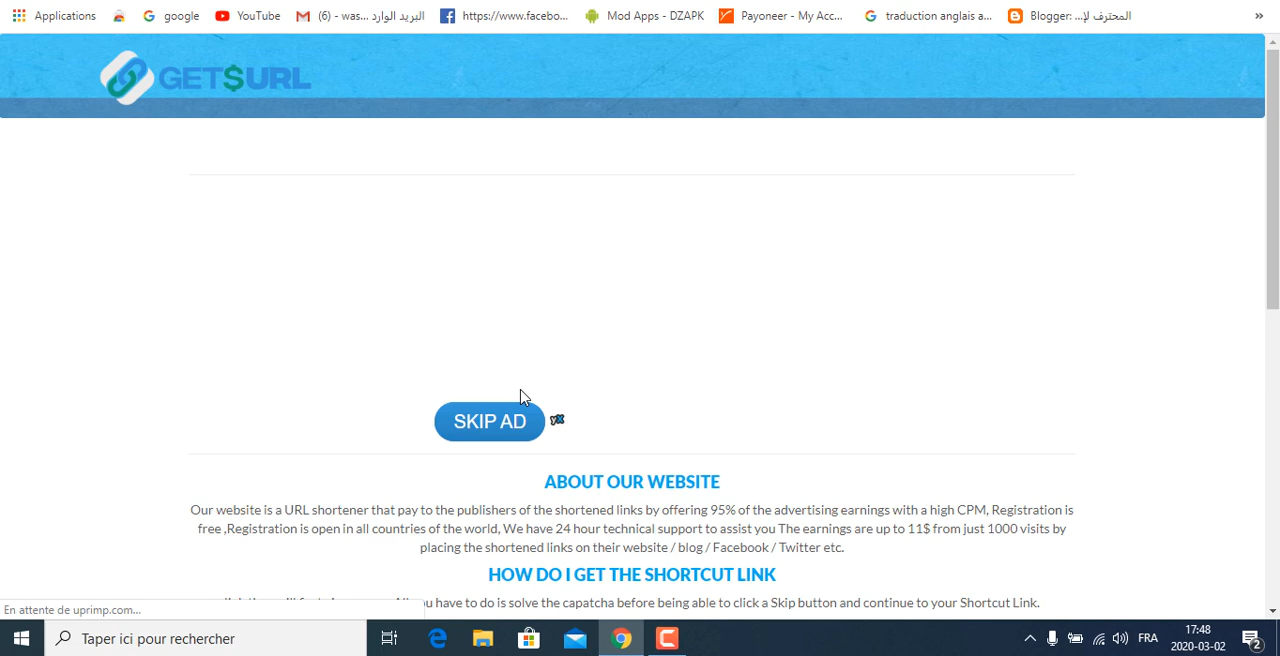 Applications google YouTube (6) - was... البريد الوارد https://www.facebo... Mod Apps - DZAPK Payoneer - My Acc... traduction anglais a... Blogger: ...المحترف لإ »
GET$URL
SKIP AD
ABOUT OUR WEBSITE
Our website is a URL shortener that pay to the publishers of the shortened links by offering 95% of the advertising earnings with a high CPM, Registration is
free ,Registration is open in all countries of the world, We have 24 hour technical support to assist you The earnings are up to 11$ from just 1000 visits by
placing the shortened links on their website / blog / Facebook / Twitter etc.
HOW DO I GET THE SHORTCUT LINK
have to do is solve the capatcha before being able to click a Skip button and continue to your Shortcut Link.
En attente de uprimp.com...
Taper ici pour rechercher
FRA
17:48
2020-03-02
2